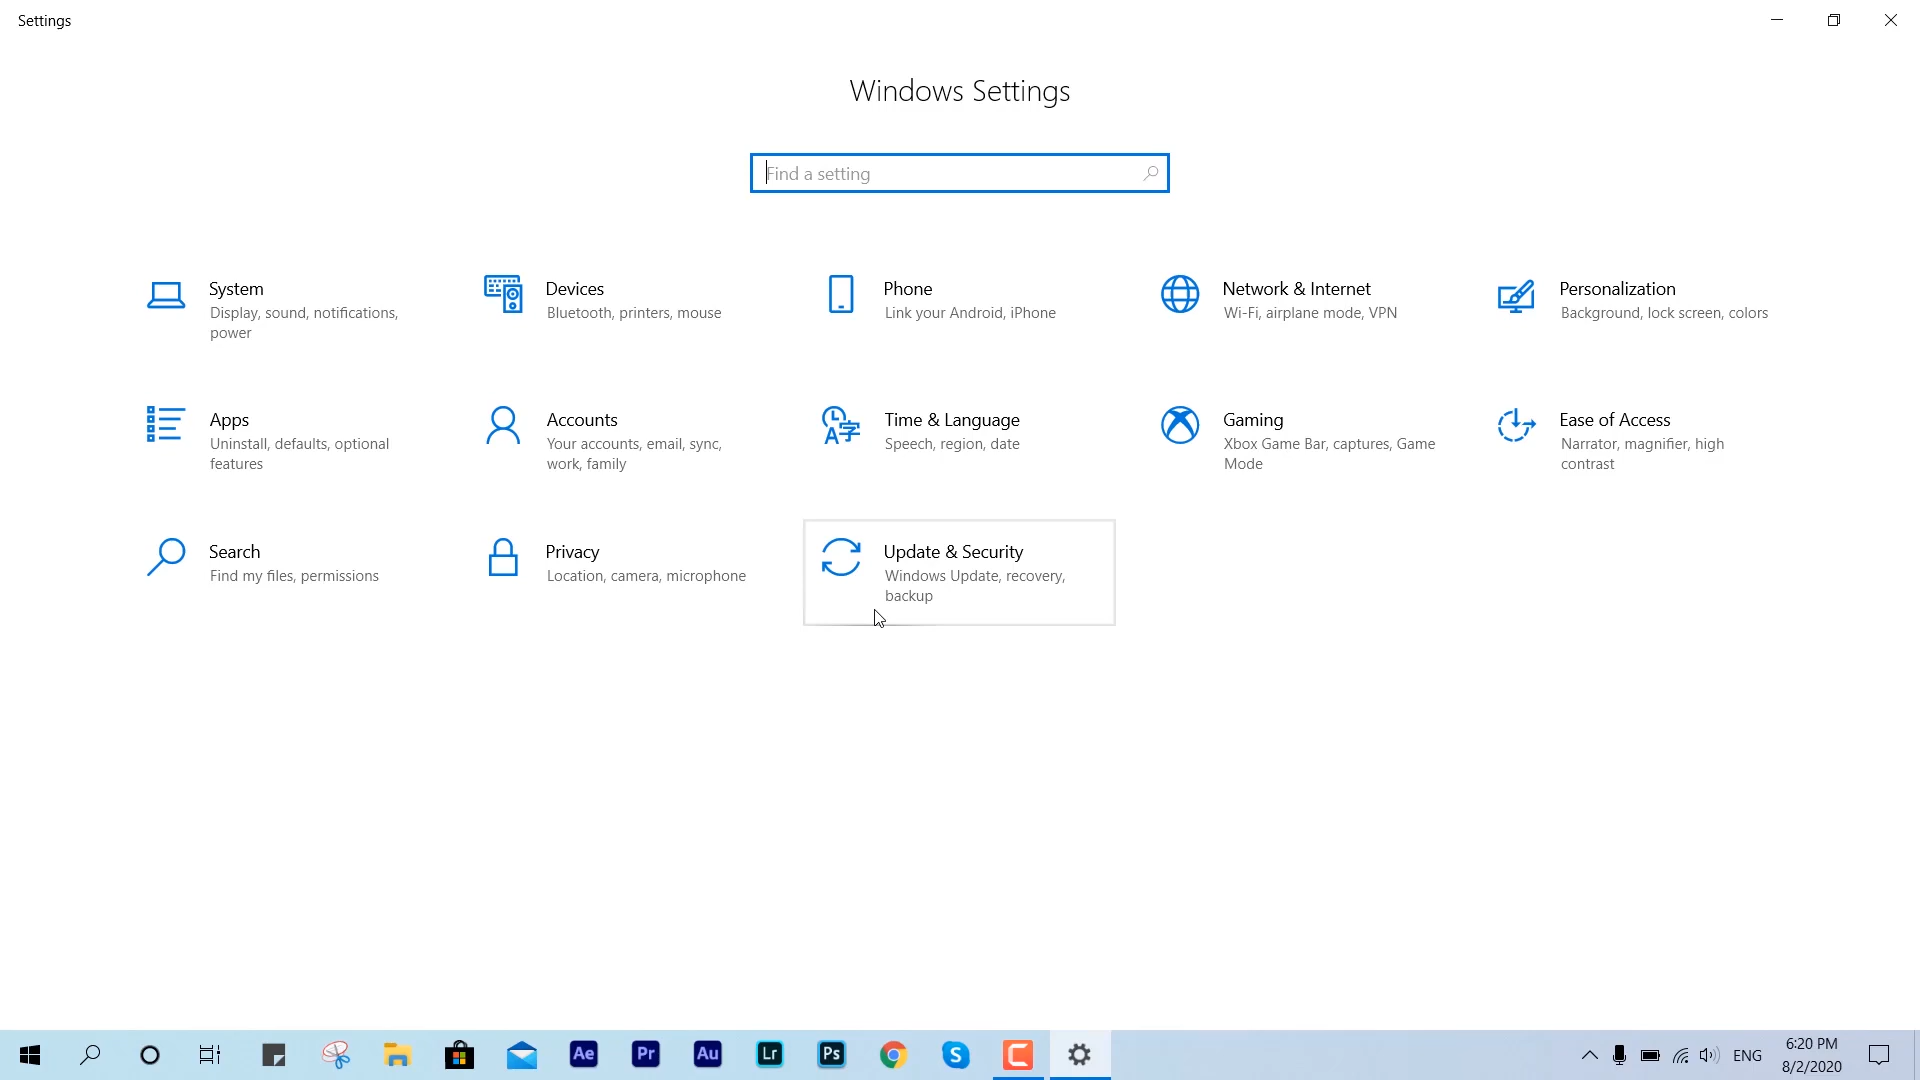 Settings
Windows Settings
Find a setting
System
Display, sound, notifications,
power
Devices
Bluetooth, printers, mouse
Phone
Link your Android, iPhone
Network & Internet
Wi-Fi, airplane mode, VPN
Personalization
Background, lock screen, colors
Apps
Uninstall, defaults, optional
features
Accounts
Your accounts, email, sync,
work, family
Time & Language
Speech, region, date
Gaming
Xbox Game Bar, captures, Game
Mode
Ease of Access
Narrator, magnifier, high
contrast
Search
Find my files, permissions
Privacy
Location, camera, microphone
Update & Security
Windows Update, recovery,
backup
Ae
Pr
Au
Lr
Ps
S
ENG
6:20 PM
8/2/2020